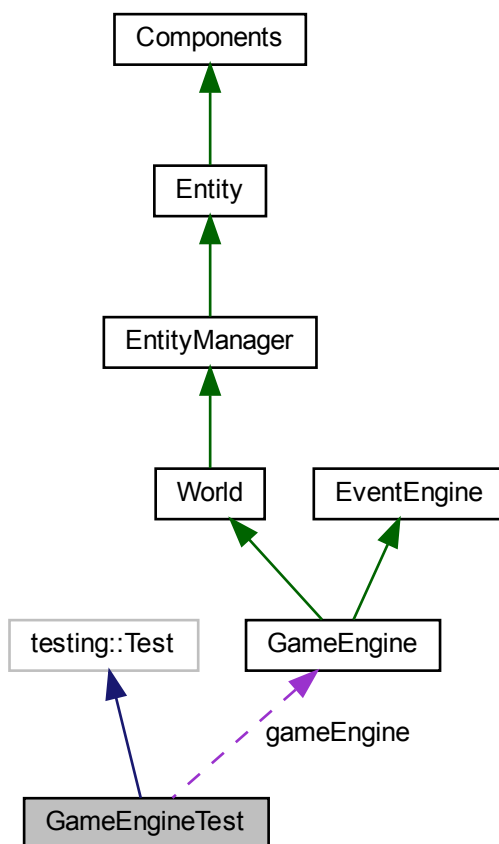 Components
Entity
EntityManager
World
EventEngine
testing::Test
GameEngine
gameEngine
GameEngineTest